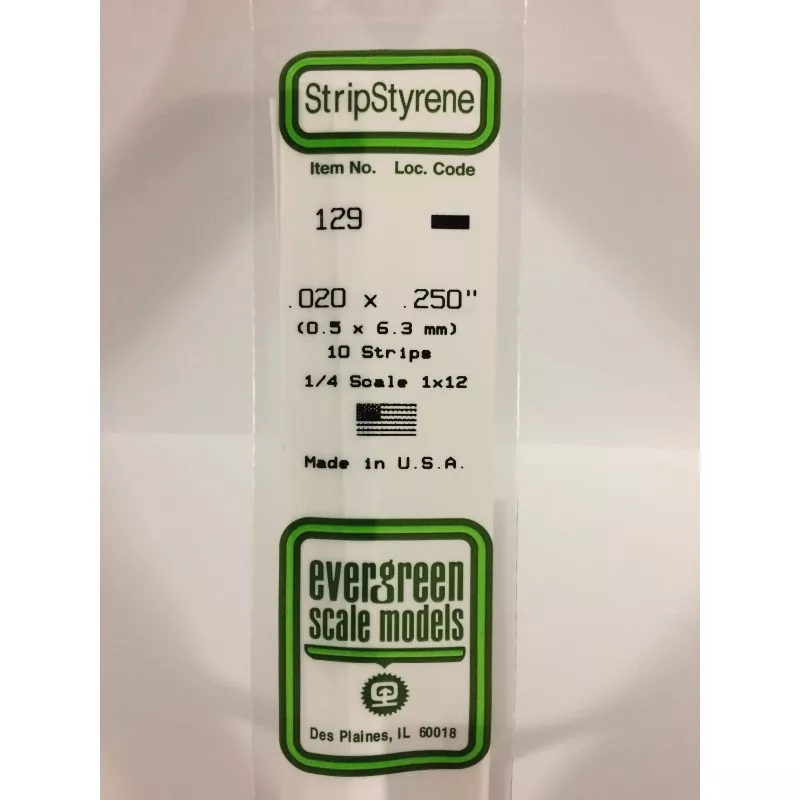 StripStyrene
Item No. Loc. Code
129
.020 x .250"
(0.5 x 6.3 mm)
10 Strips
1/4 Scale 1x12
Made in U.S.A.
evergreen
scale models
Des Plaines, IL 60018